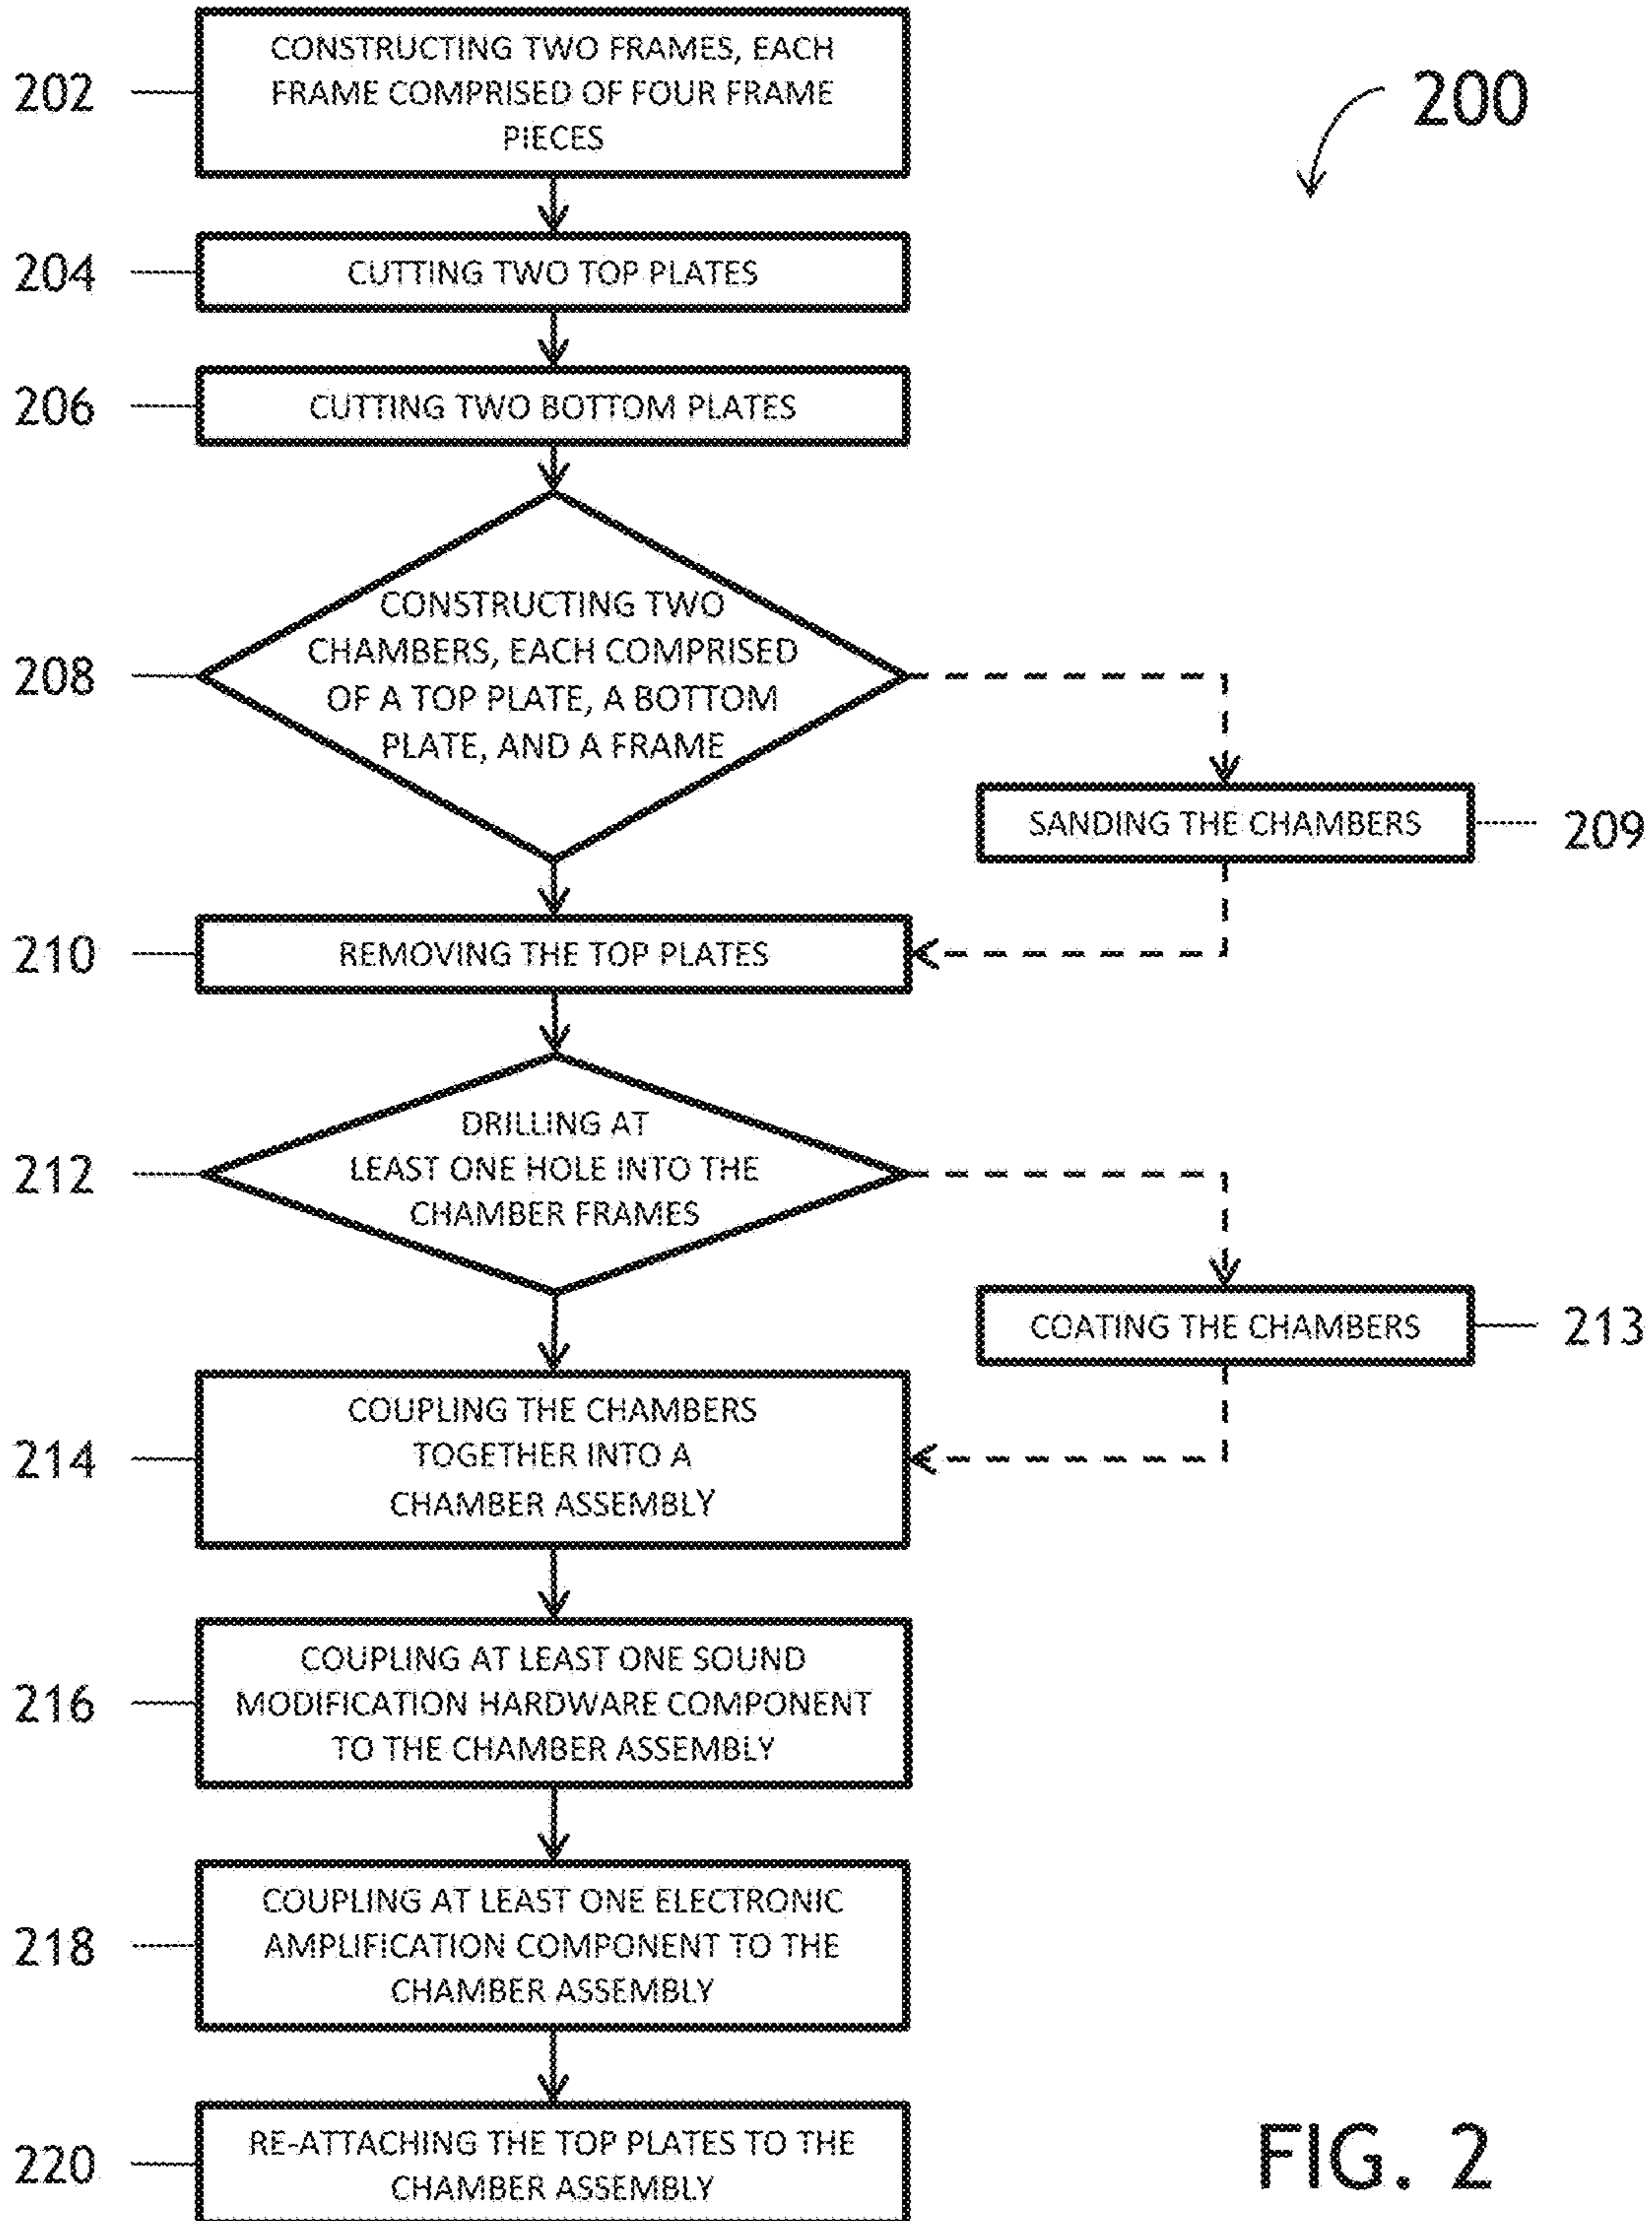 200
202
CONSTRUCTING TWO FRAMES, EACH
FRAME COMPRISED OF FOUR FRAME
PIECES
204
CUTTING TWO TOP PLATES
206
CUTTING TWO BOTTOM PLATES
208
CONSTRUCTING TWO
CHAMBERS, EACH COMPRISED
OF A TOP PLATE, A BOTTOM
PLATE, AND A FRAME
SANDING THE CHAMBERS
209
210
REMOVING THE TOP PLATES
212
DRILLING AT
LEAST ONE HOLE INTO THE
CHAMBER FRAMES
COATING THE CHAMBERS
213
214
COUPLING THE CHAMBERS
TOGETHER INTO A
CHAMBER ASSEMBLY
216
COUPLING AT LEAST ONE SOUND
MODIFICATION HARDWARE COMPONENT
TO THE CHAMBER ASSEMBLY
218
COUPLING AT LEAST ONE ELECTRONIC
AMPLIFICATION COMPONENT TO THE
CHAMBER ASSEMBLY
220
RE-ATTACHING THE TOP PLATES TO THE
CHAMBER ASSEMBLY
FIG. 2